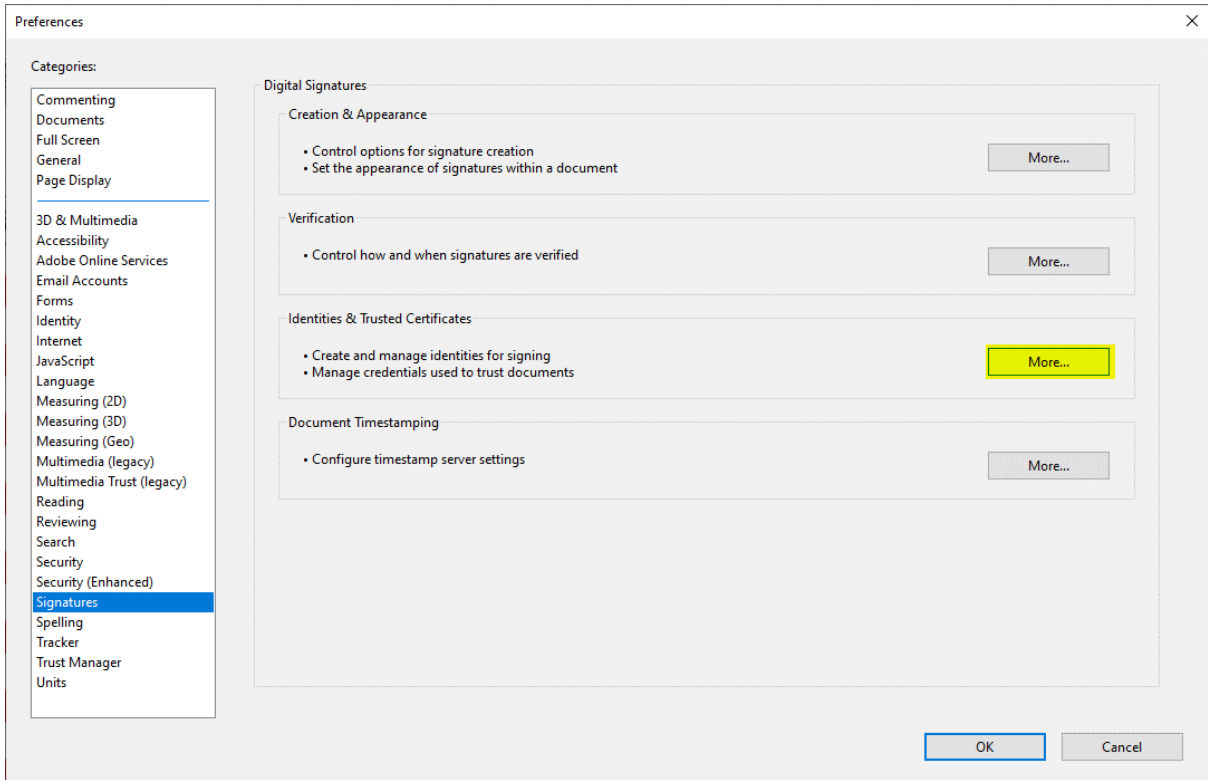 Preferences
Categories:
Commenting
Documents
Full Screen
General
Page Display
3D & Multimedia
Accessibility
Adobe Online Services
Email Accounts
Forms
Identity
Internet
JavaScript
Language
Measuring (2D)
Measuring (3D)
Measuring (Geo)
Multimedia (legacy)
Multimedia Trust (legacy)
Reading
Reviewing
Search
Security
Security (Enhanced)
Signatures
Spelling
Tracker
Trust Manager
Units
Digital Signatures
Creation & Appearance
• Control options for signature creation
• Set the appearance of signatures within a document
More...
Verification
• Control how and when signatures are verified
More...
Identities & Trusted Certificates
• Create and manage identities for signing
• Manage credentials used to trust documents
More...
Document Timestamping
• Configure timestamp server settings
More...
OK
Cancel